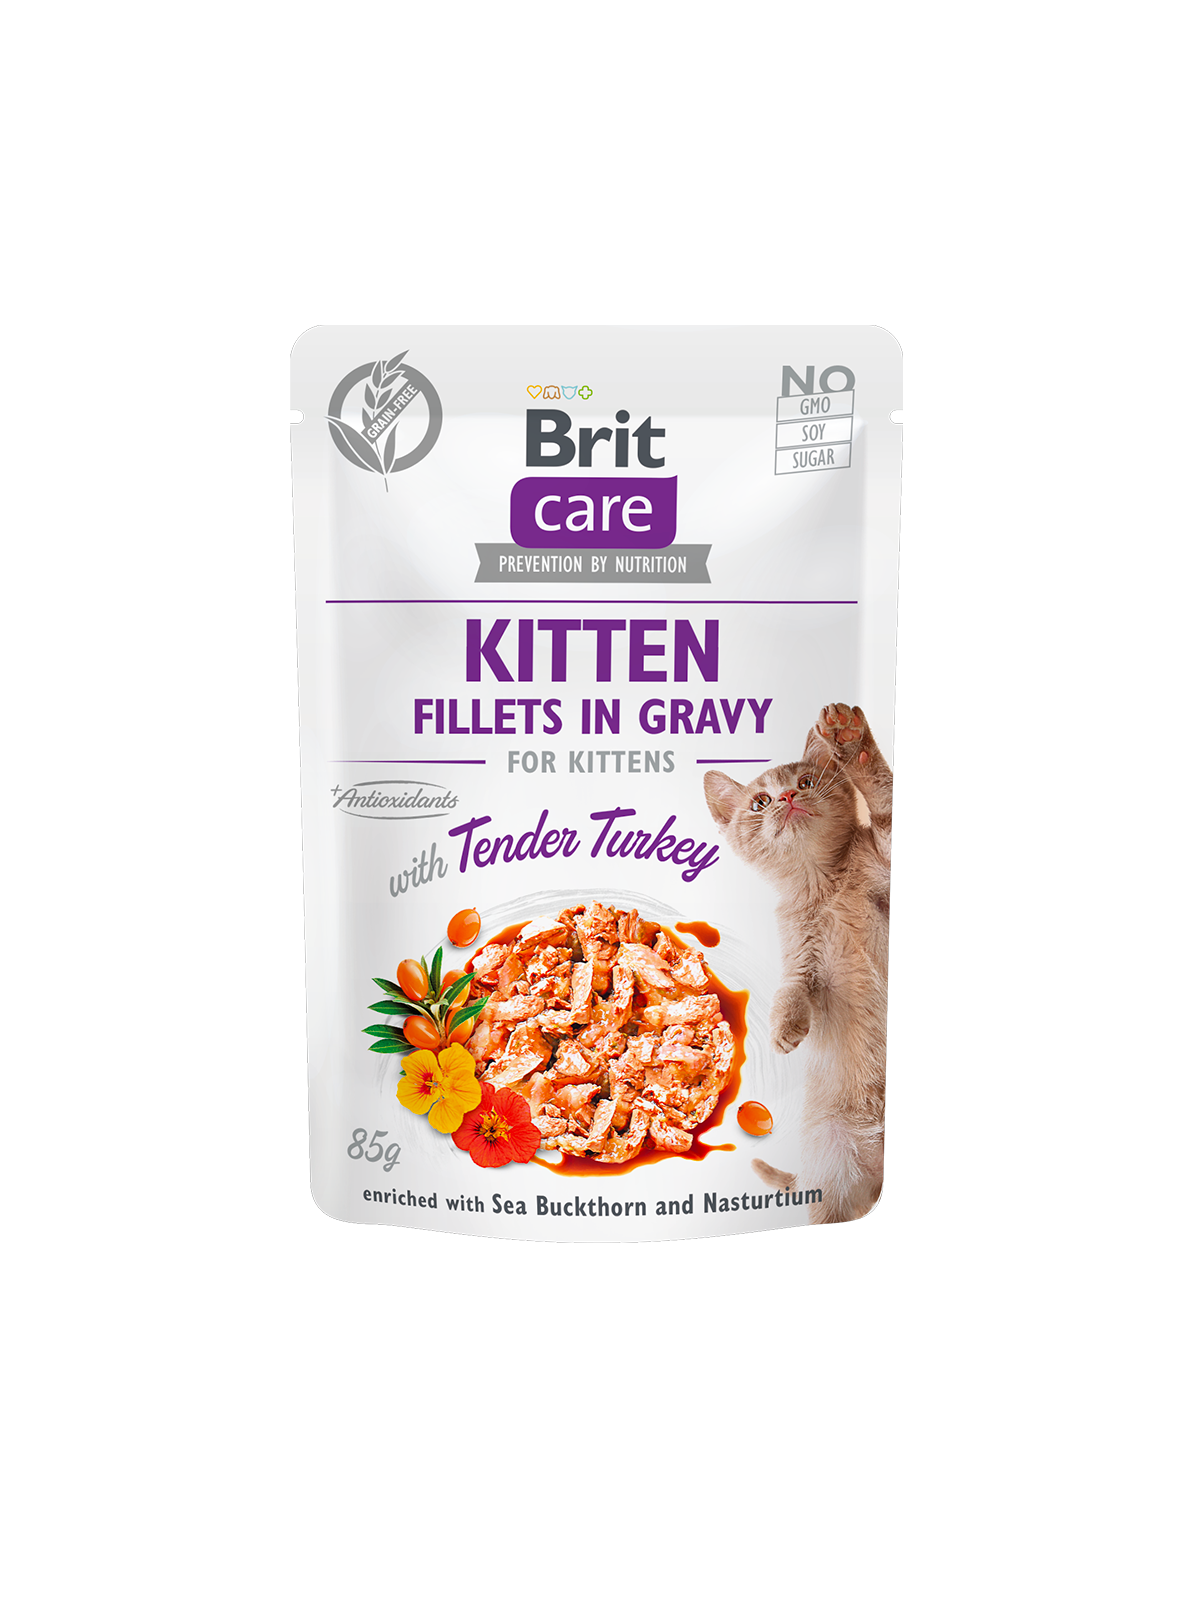 GRAIN-FREE
NO
GMO
SOY
SUGAR
Brit
care
PREVENTION BY NUTRITION
KITTEN
FILLETS IN GRAVY
FOR KITTENS
+Antioxidants
with Tender Turkey
85g
enriched with Sea Buckthorn and Nasturtium